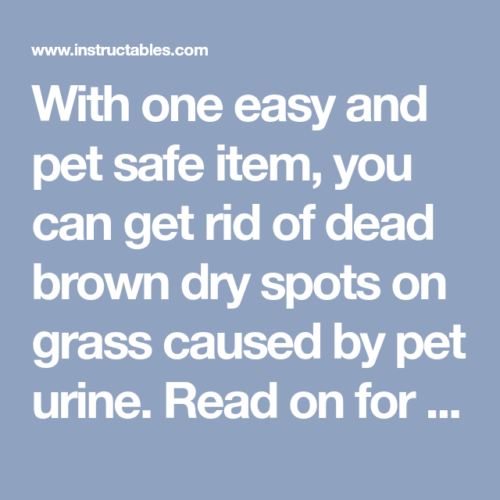 www.instructables.com
With one easy and
pet safe item, you
can get rid of dead
brown dry spots on
grass caused by pet
urine. Read on for ...